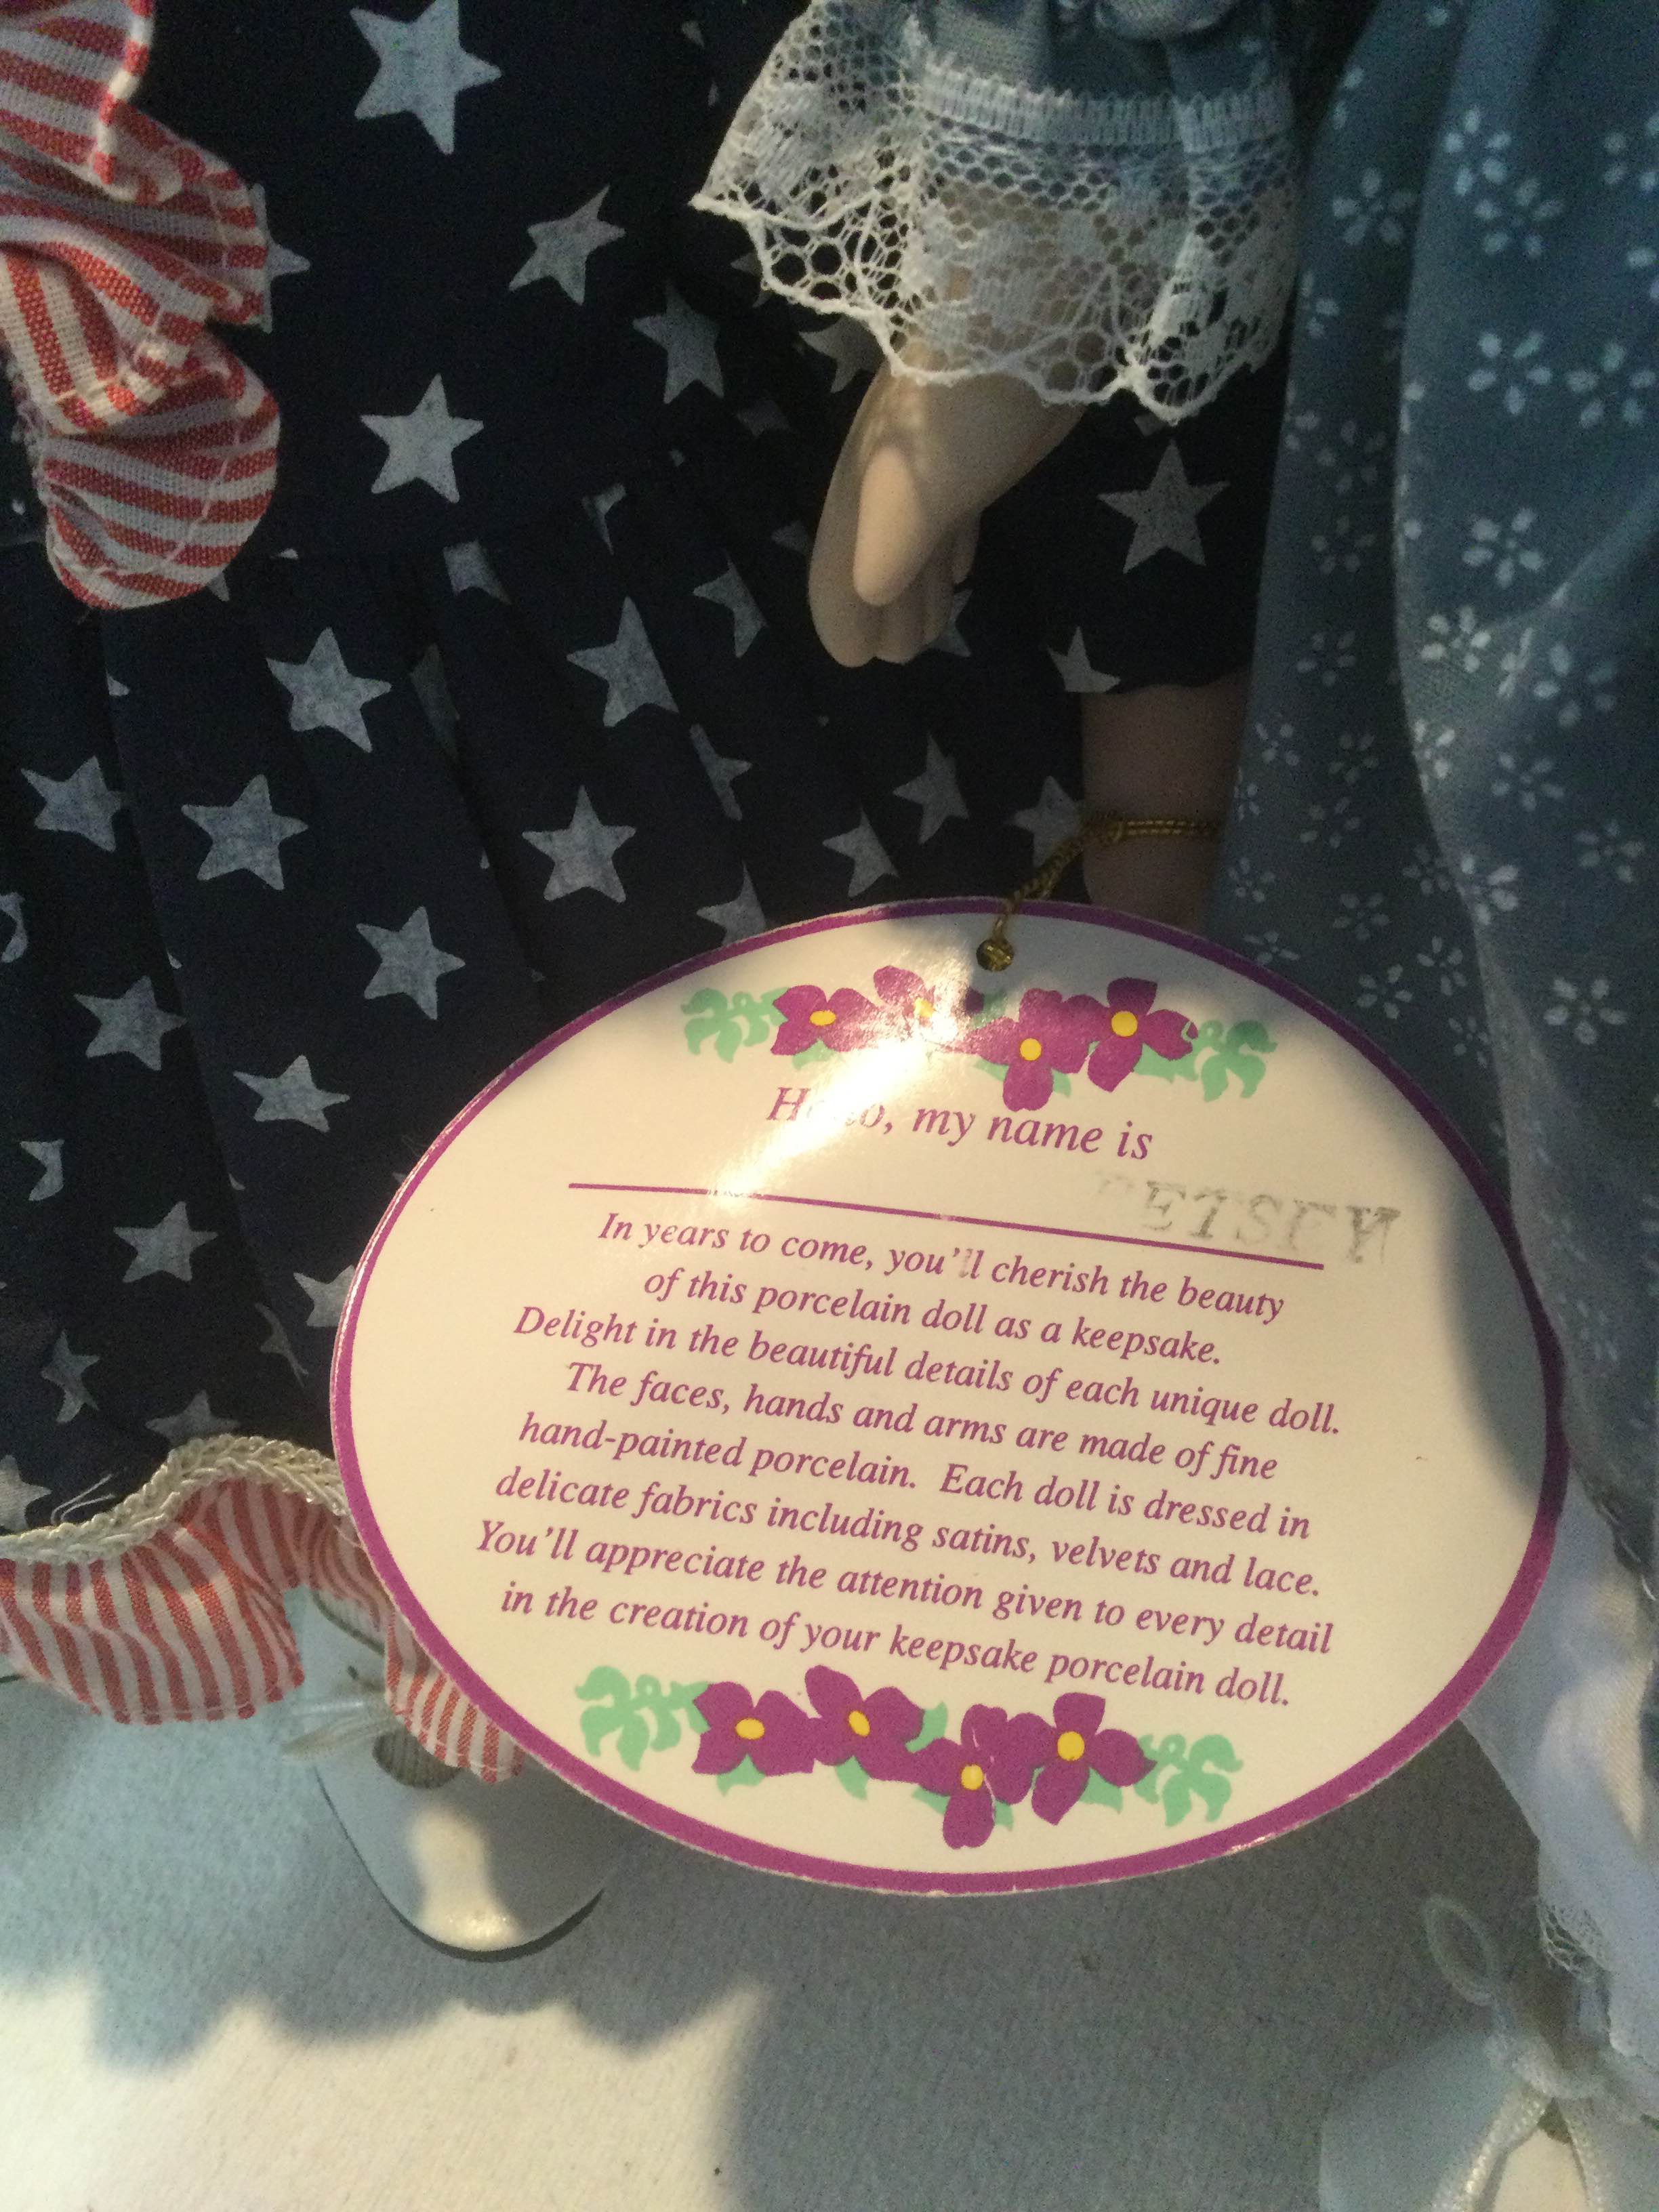 Hello, my name is
In years to come, you'll cherish the beauty
of this porcelain doll as a keepsake.
Delight in the beautiful details of each unique doll.
The faces, hands and arms are made of fine
hand-painted porcelain. Each doll is dressed in
delicate fabrics including satins, velvets and lace.
You'll appreciate the attention given to every detail
in the creation of your keepsake porcelain doll.